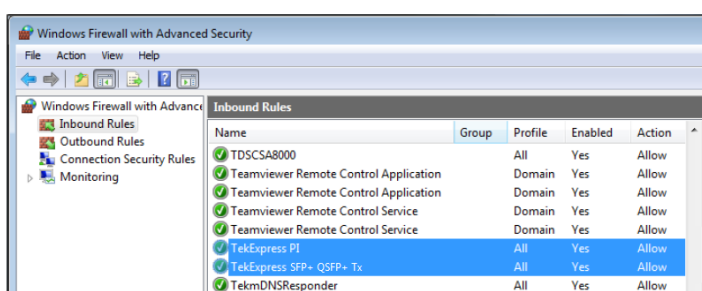 Windows Firewall with Advanced Security
File Action View Help
Windows Firewall with Advance
Inbound Rules
Outbound Rules
Connection Security Rules
Monitoring
Inbound Rules
Name Group Profile Enabled Action
TDSCSA8000 All Yes Allow
Teamviewer Remote Control Application Domain Yes Allow
Teamviewer Remote Control Application Domain Yes Allow
Teamviewer Remote Control Service Domain Yes Allow
Teamviewer Remote Control Service Domain Yes Allow
TekExpress PI All Yes Allow
TekExpress SFP+ QSFP+ Tx All Yes Allow
TekmDNSResponder All Yes Allow